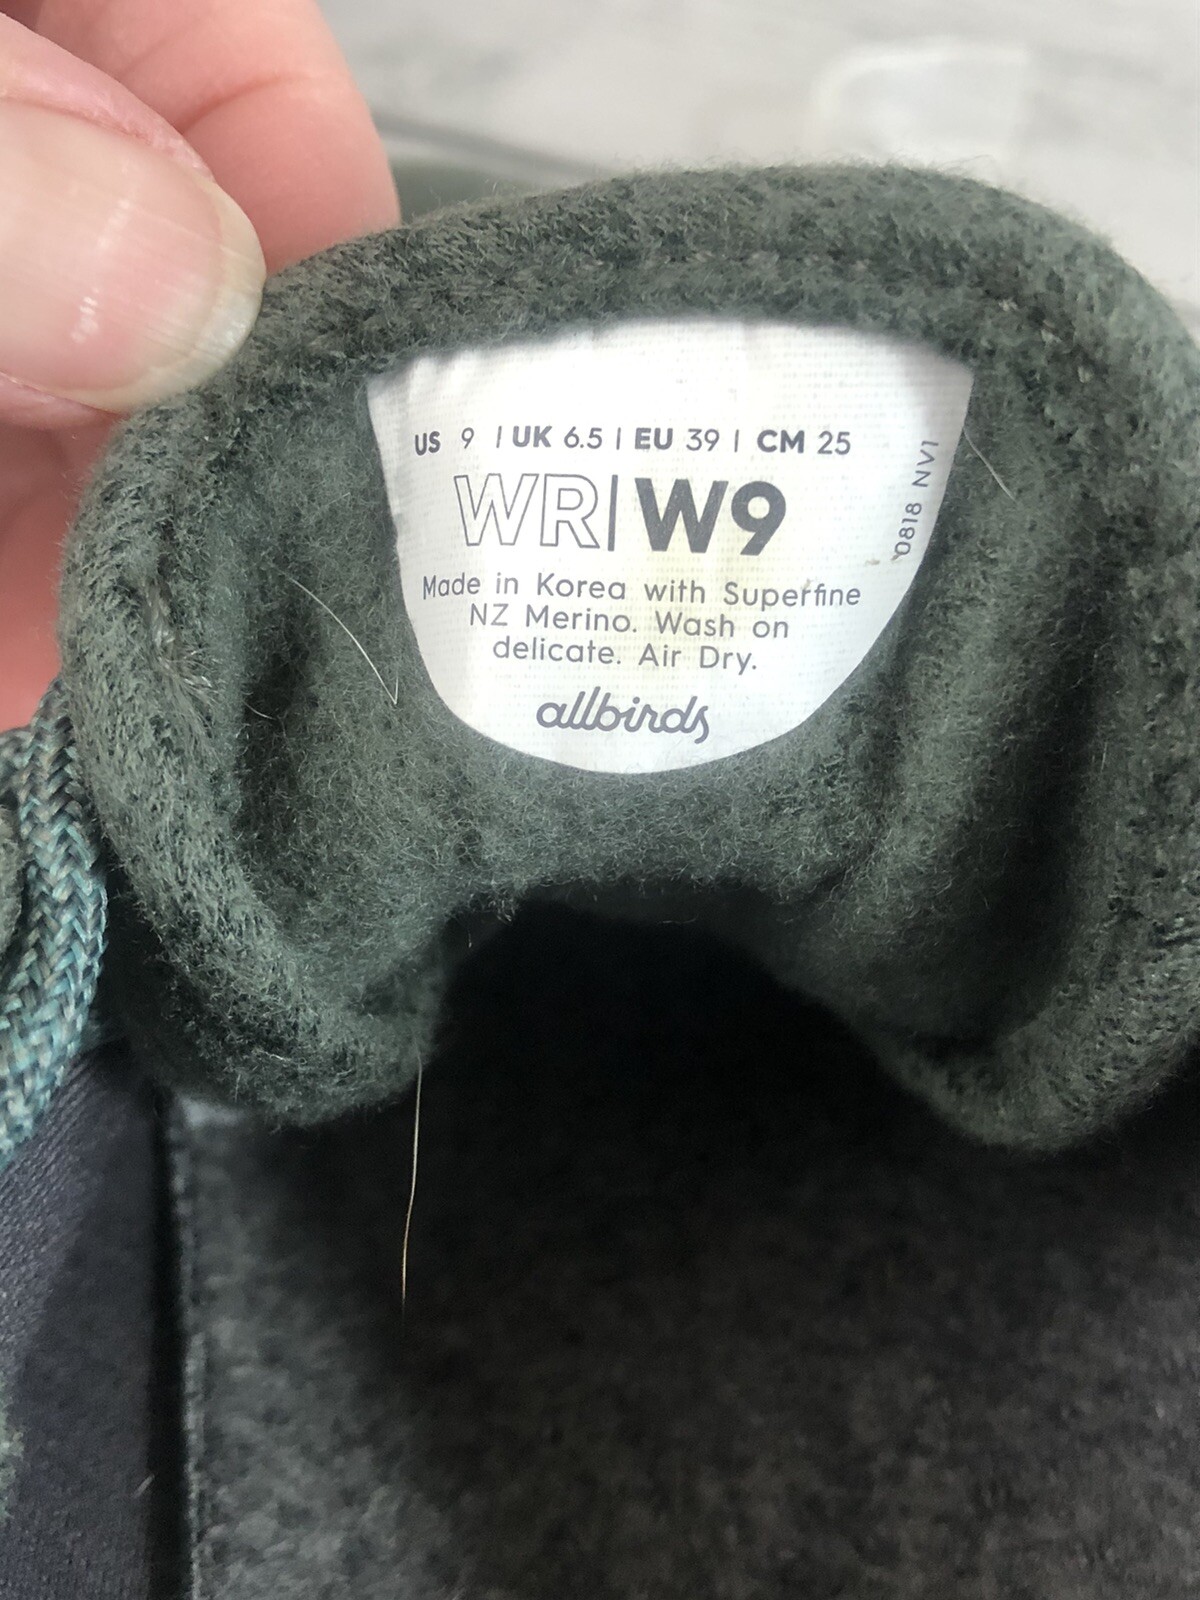 US 9 | UK 6.5 | EU 39 | CM 25
WR|W9
Made in Korea with Superfine
NZ Merino. Wash on
delicate. Air Dry.
allbirds
0818 NV1